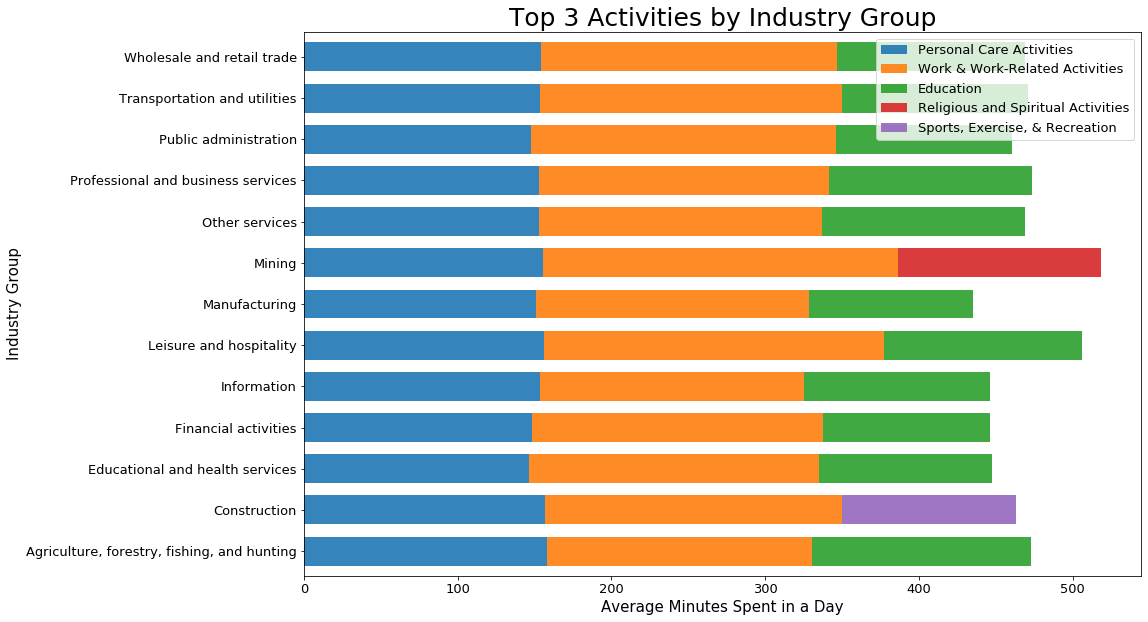 Top 3 Activities by Industry Group
Personal Care Activities
Work & Work-Related Activities
Education
Religious and Spiritual Activities
Sports, Exercise, & Recreation
Industry Group
Wholesale and retail trade
Transportation and utilities
Public administration
Professional and business services
Other services
Mining
Manufacturing
Leisure and hospitality
Information
Financial activities
Educational and health services
Construction
Agriculture, forestry, fishing, and hunting
0 100 200 300 400 500
Average Minutes Spent in a Day